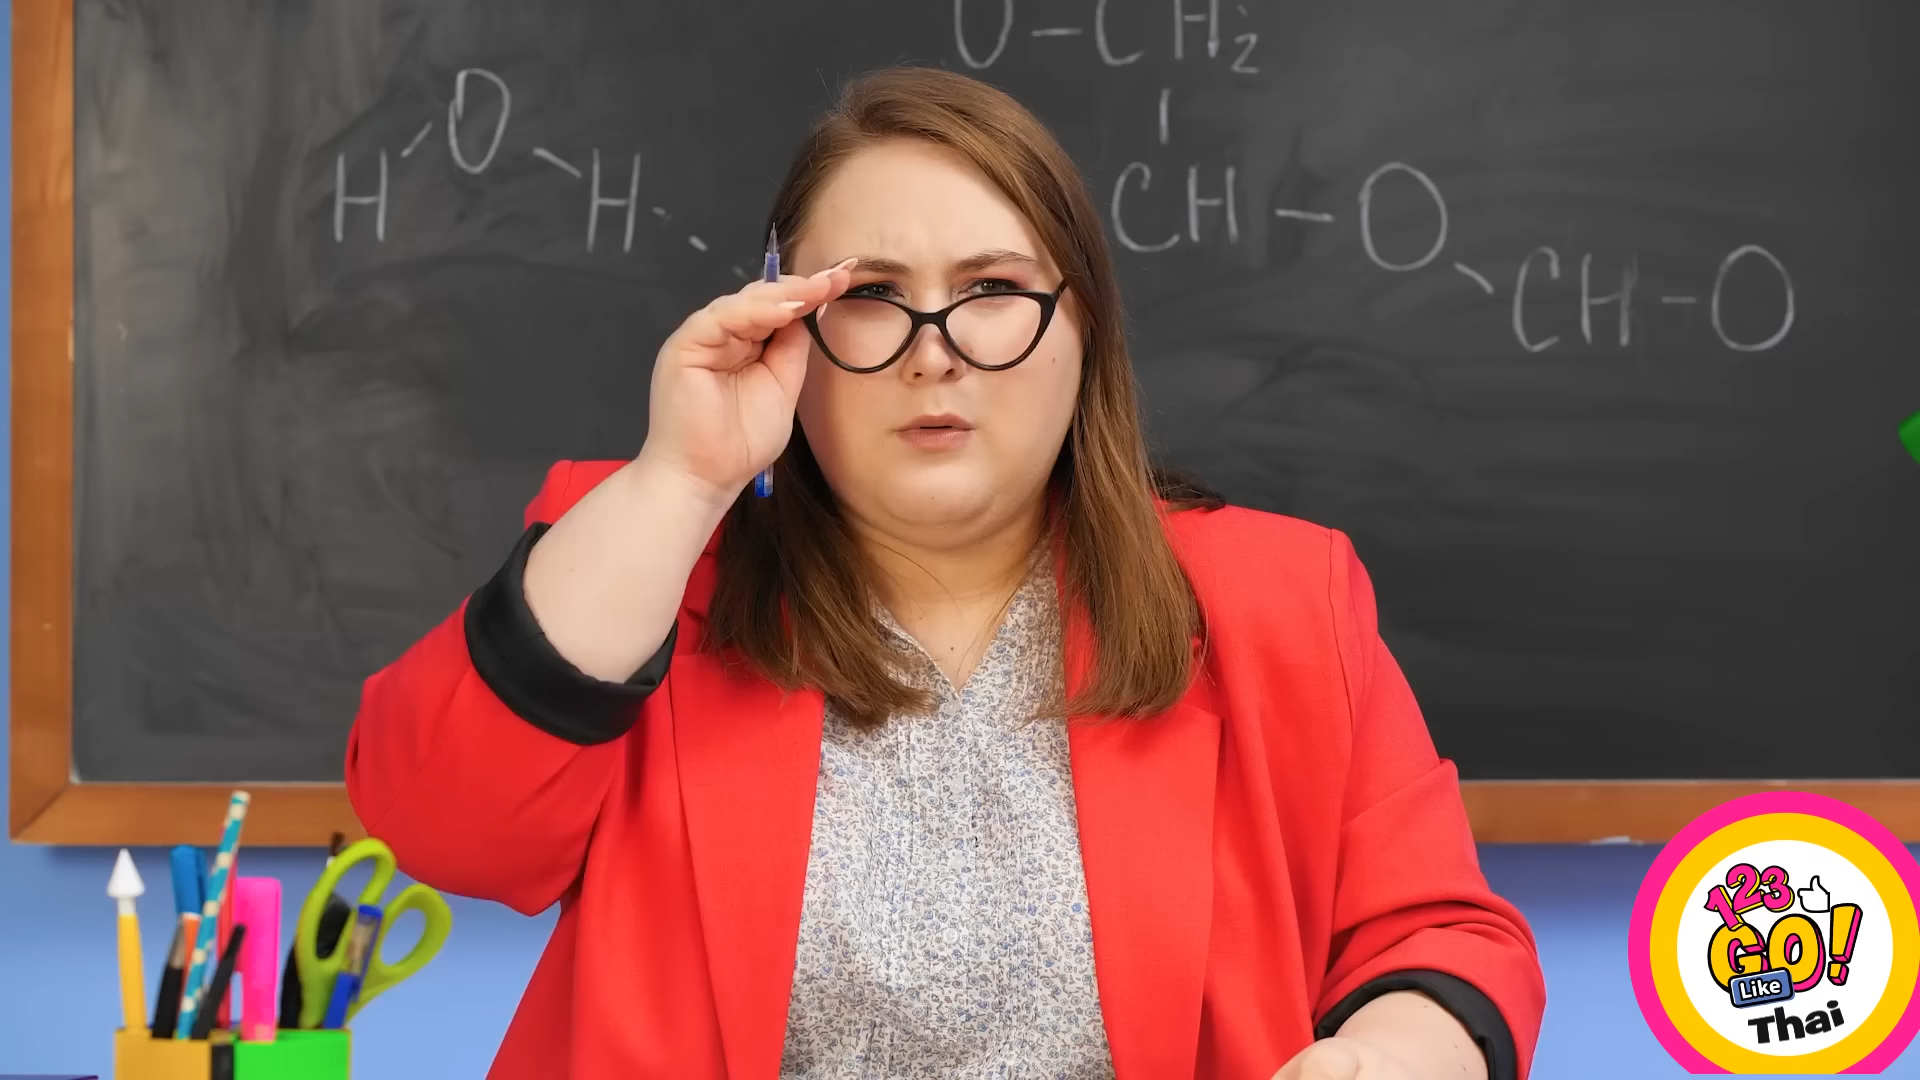 O-CH₂
H O H
CH-O
CH-O
123
GO!
Like
Thai